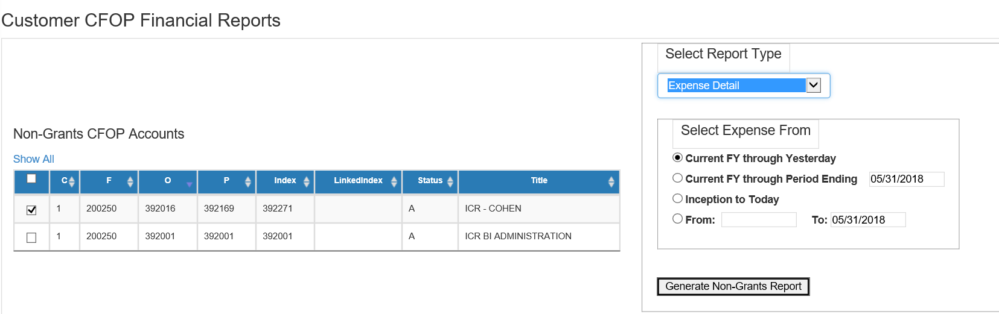 Customer CFOP Financial Reports
Non-Grants CFOP Accounts
Show All
C F O P Index LinkedIndex Status Title
1 200250 392016 392169 392271 A ICR - COHEN
1 200250 392001 392001 392001 A ICR BI ADMINISTRATION
Select Report Type
Expense Detail
Select Expense From
Current FY through Yesterday
Current FY through Period Ending 05/31/2018
Inception to Today
From: To: 05/31/2018
Generate Non-Grants Report